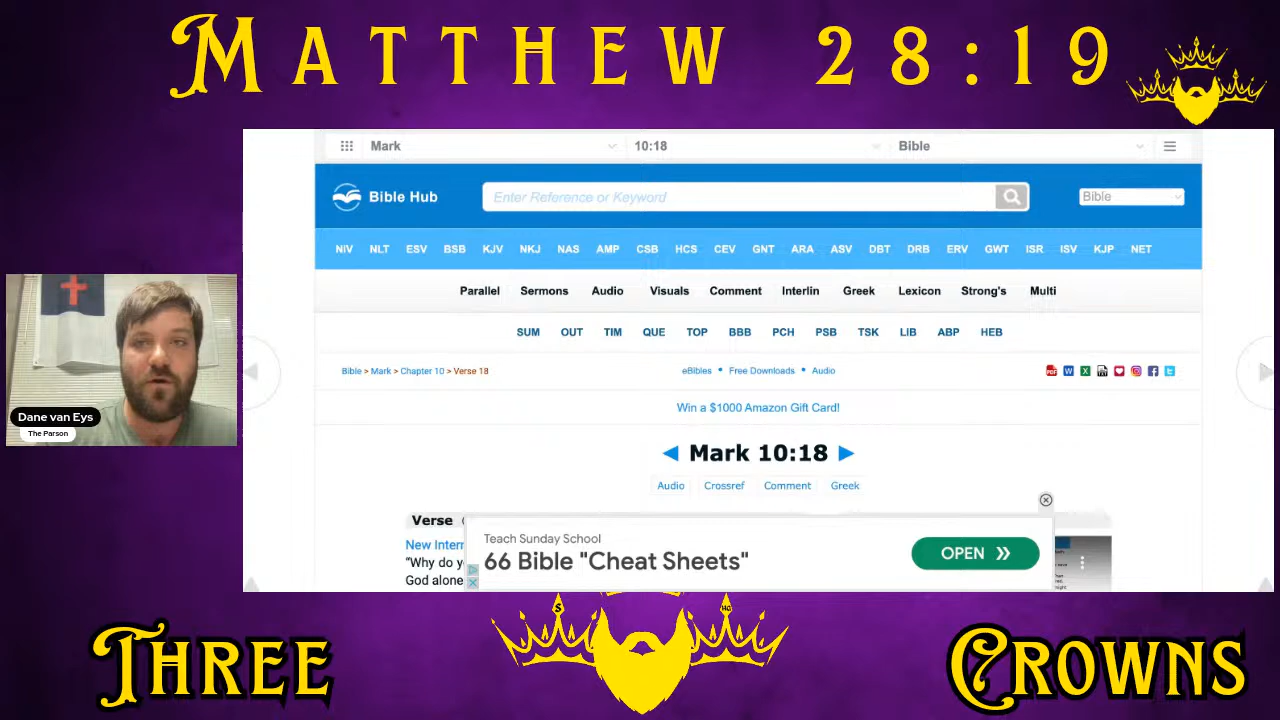 MATTHEW 28:19
Mark 10:18 Bible
Bible Hub Enter Reference or Keyword Bible
NIV NLT ESV BSB KJV NKJ NAS AMP CSB HCS CEV GNT ARA ASV DBT DRB ERV GWT ISR ISV KJP NET
Parallel Sermons Audio Visuals Comment Interlin Greek Lexicon Strong's Multi
SUM OUT TIM QUE TOP BBB PCH PSB TSK LIB ABP HEB
Bible > Mark > Chapter 10 > Verse 18 eBibles • Free Downloads • Audio
Win a $1000 Amazon Gift Card!
Mark 10:18
Audio Crossref Comment Greek
Verse
New Interr
"Why do y
God alone
Teach Sunday School
66 Bible "Cheat Sheets"
OPEN
Dane van Eys
The Parson
THREE CROWNS